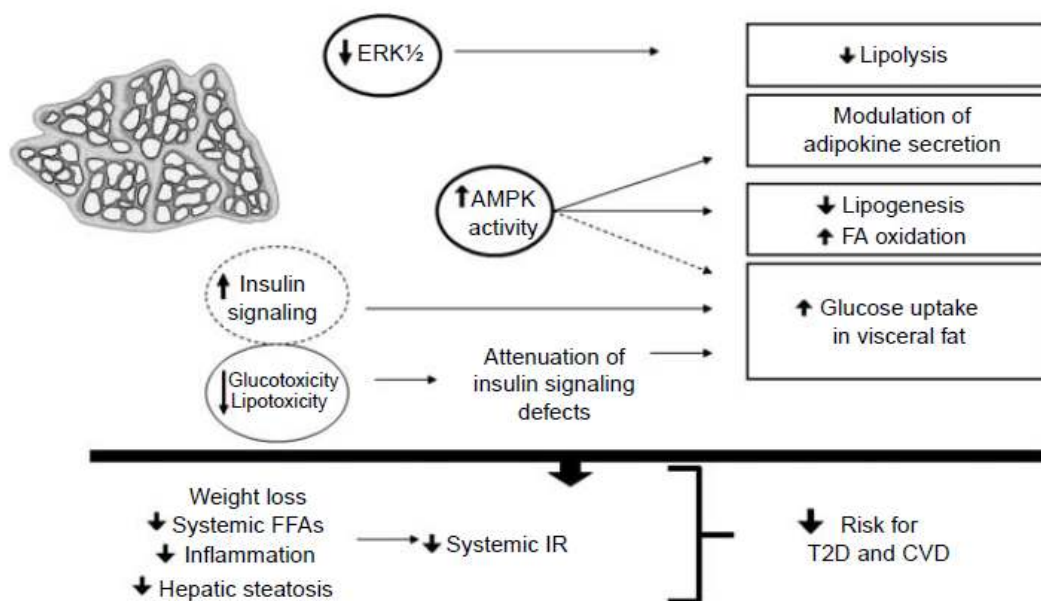 ERK½
Lipolysis
Modulation of
adipokine secretion
AMPK
activity
Lipogenesis
FA oxidation
Insulin
signaling
Glucose uptake
in visceral fat
Glucotoxicity
Lipotoxicity
Attenuation of
insulin signaling
defects
Weight loss
Systemic FFAs
Inflammation
Hepatic steatosis
Systemic IR
Risk for
T2D and CVD